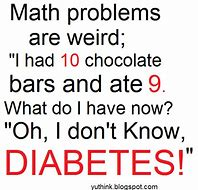 Math problems
are weird;
"I had 10 chocolate
bars and ate 9.
What do I have now?
"Oh, I don't Know,
DIABETES!"
yuthink.blogspot.com